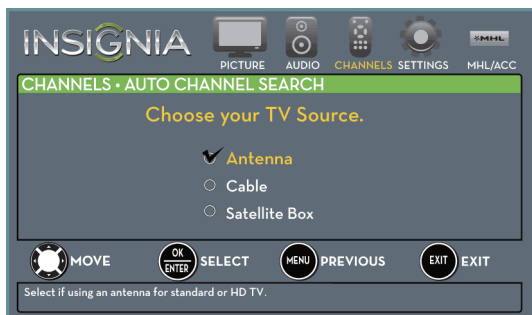 INSIGNIA
PICTURE AUDIO CHANNELS SETTINGS MHL/ACC
MHL
CHANNELS • AUTO CHANNEL SEARCH
Choose your TV Source.
Antenna
Cable
Satellite Box
MOVE OK ENTER SELECT MENU PREVIOUS EXIT EXIT
Select if using an antenna for standard or HD TV.